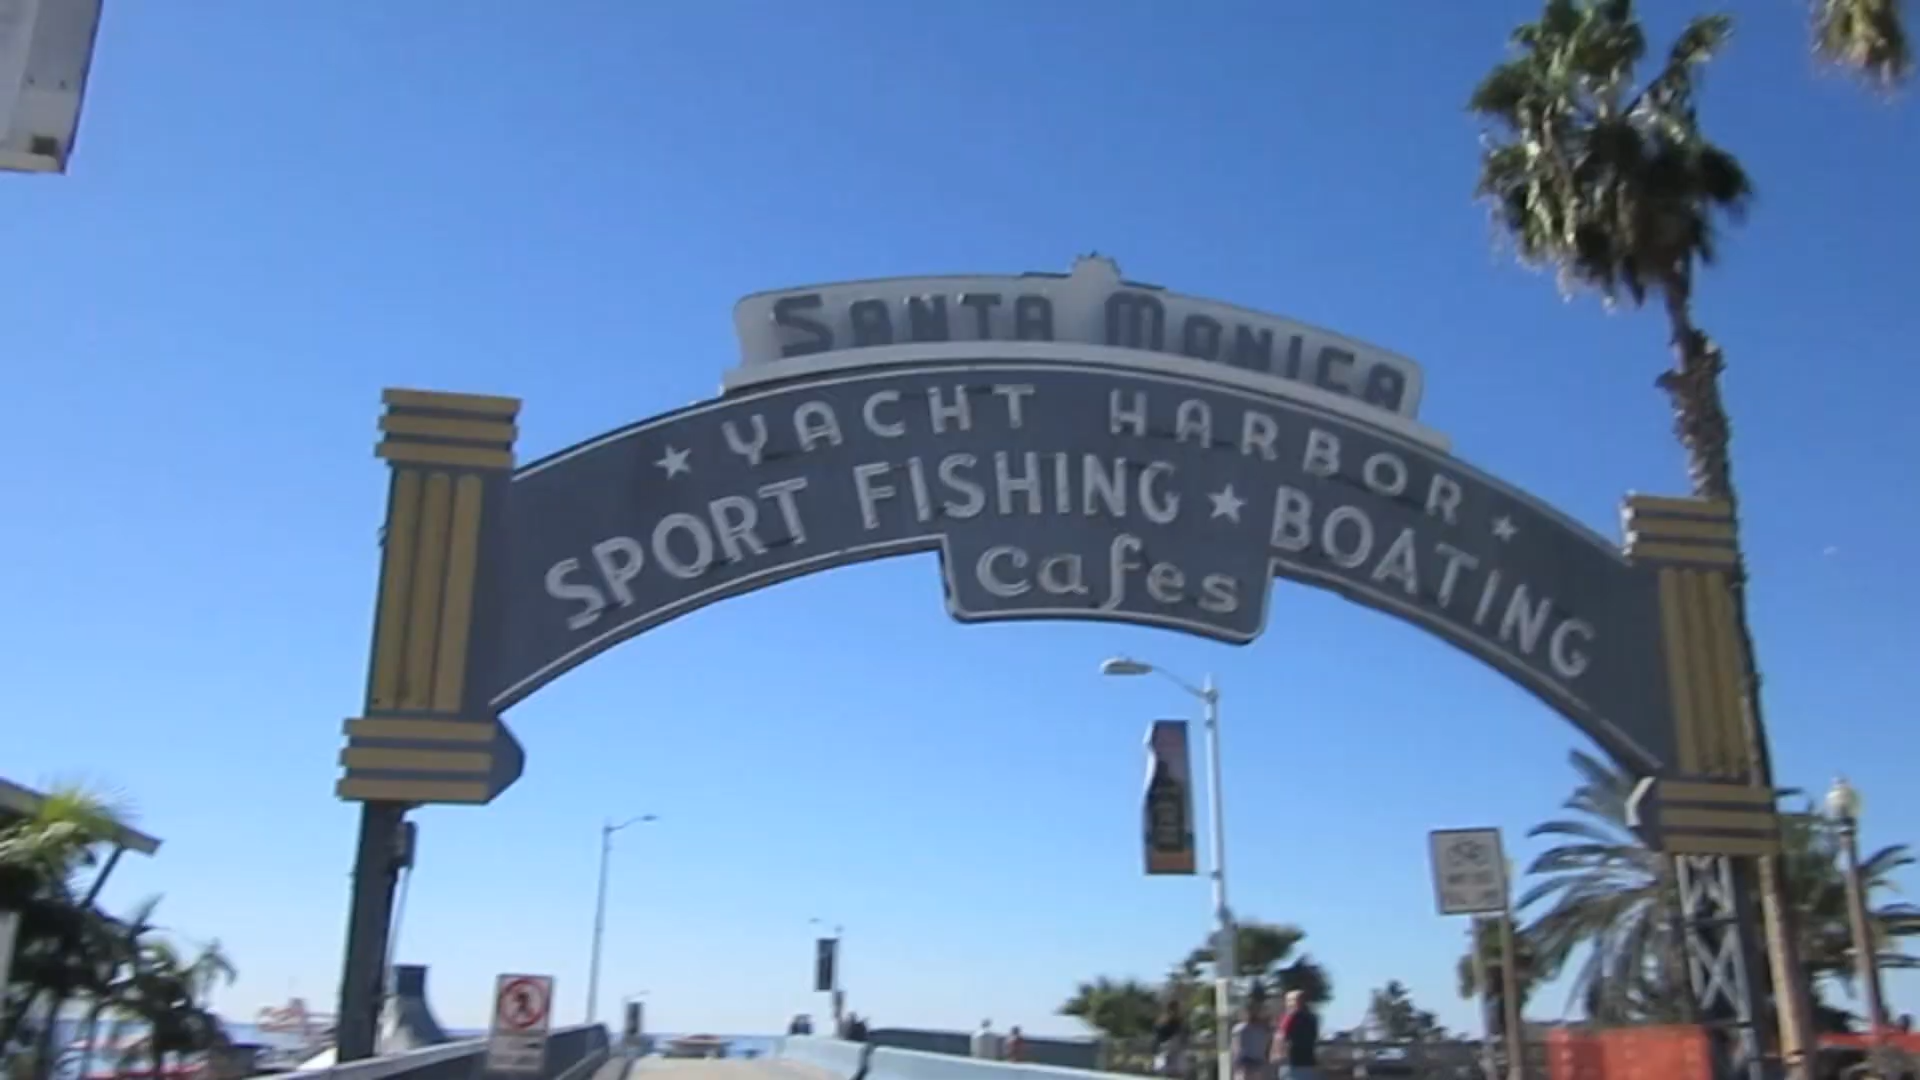 SANTA MONICA
★ YACHT HARBOR ★
SPORT FISHING ★ BOATING
cafes